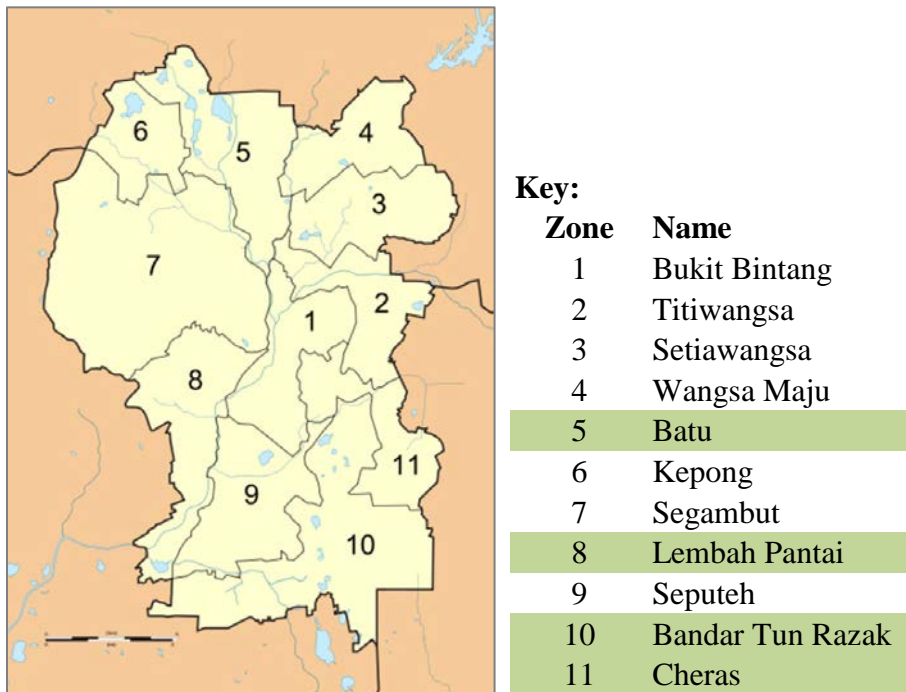 6
5
4
3
7
2
1
8
11
9
10
Key:
Zone Name
1 Bukit Bintang
2 Titiwangsa
3 Setiawangsa
4 Wangsa Maju
5 Batu
6 Kepong
7 Segambut
8 Lembah Pantai
9 Seputeh
10 Bandar Tun Razak
11 Cheras